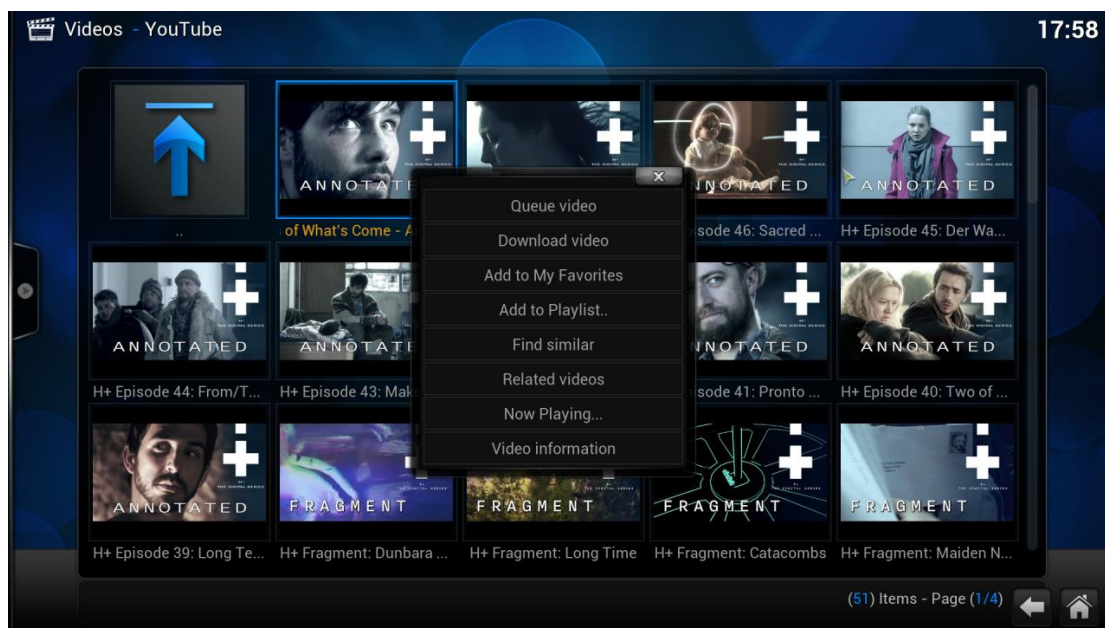 Videos - YouTube
17:58
ANNOTATE
ANNOTATED
ANNOTATED
..
of What's Come - A
sode 46: Sacred ...
H+ Episode 45: Der Wa...
Queue video
Download video
Add to My Favorites
Add to Playlist..
Find similar
Related videos
Now Playing...
Video information
ANNOTATED
ANNOTATE
NNOTATED
ANNOTATED
H+ Episode 44: From/T...
H+ Episode 43: Mak
isode 41: Pronto ...
H+ Episode 40: Two of ...
ANNOTATED
FRAGMENT
FRAGMENT
FRAGMENT
FRAGMENT
H+ Episode 39: Long Te...
H+ Fragment: Dunbara ...
H+ Fragment: Long Time
H+ Fragment: Catacombs
H+ Fragment: Maiden N...
(51) Items - Page (1/4)